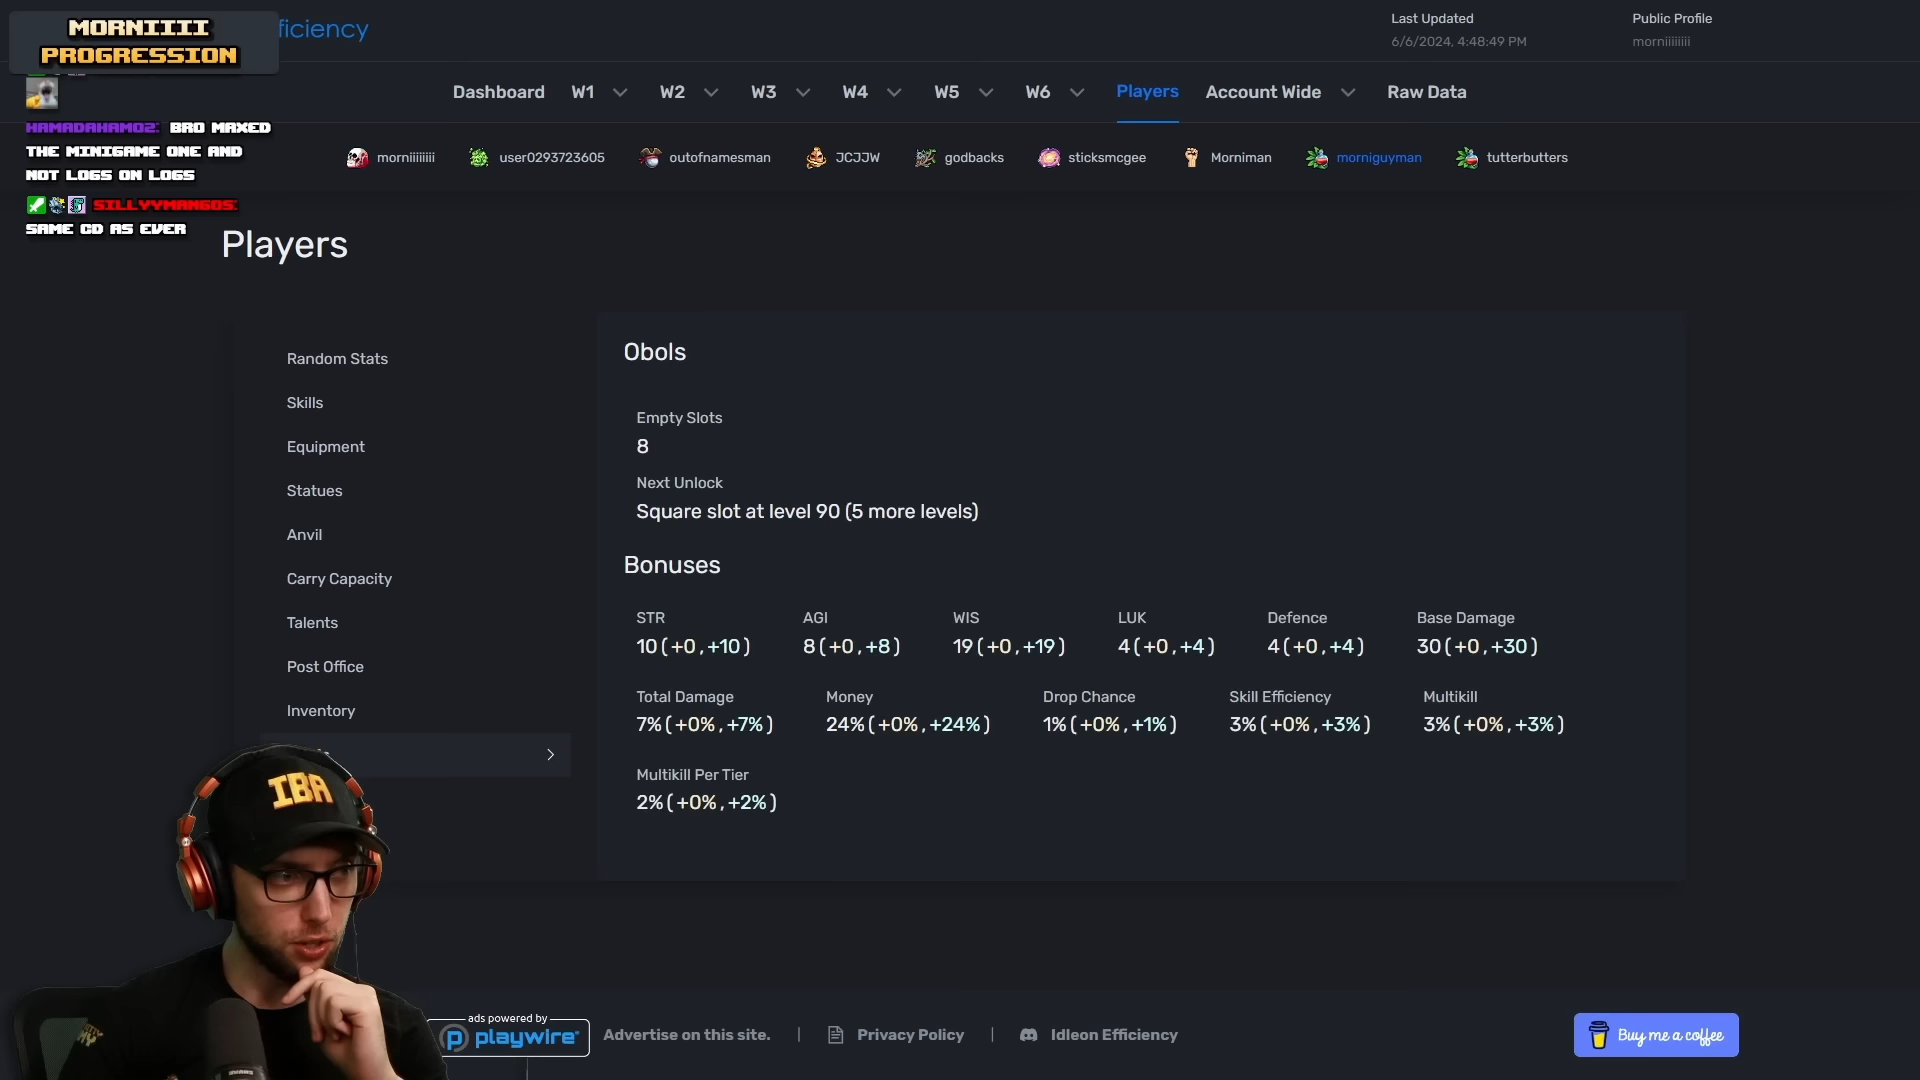 MORNIIII
PROGRESSION
ficiency
Last Updated
6/6/2024, 4:48:49 PM
Public Profile
morniiiiiiii
Dashboard W1 W2 W3 W4 W5 W6 Players Account Wide Raw Data
HAMADAHAMO2: BRO MAXED
THE MINIGAME ONE AND
NOT LOGS ON LOGS
SILLYYMANGOS:
SAME CD AS EVER
morniiiiiiii user0293723605 outofnamesman JCJJW godbacks sticksmcgee Morniman morniguyman tutterbutters
Players
Random Stats
Skills
Equipment
Statues
Anvil
Carry Capacity
Talents
Post Office
Inventory
Obols
Empty Slots
8
Next Unlock
Square slot at level 90 (5 more levels)
Bonuses
STR AGI WIS LUK Defence Base Damage
10 ( +0 , +10 ) 8 ( +0 , +8 ) 19 ( +0 , +19 ) 4 ( +0 , +4 ) 4 ( +0 , +4 ) 30 ( +0 , +30 )
Total Damage Money Drop Chance Skill Efficiency Multikill
7% ( +0% , +7% ) 24% ( +0% , +24% ) 1% ( +0% , +1% ) 3% ( +0% , +3% ) 3% ( +0% , +3% )
Multikill Per Tier
2% ( +0% , +2% )
IBA
ads powered by
playwire
Advertise on this site. | Privacy Policy | Idleon Efficiency
Buy me a coffee